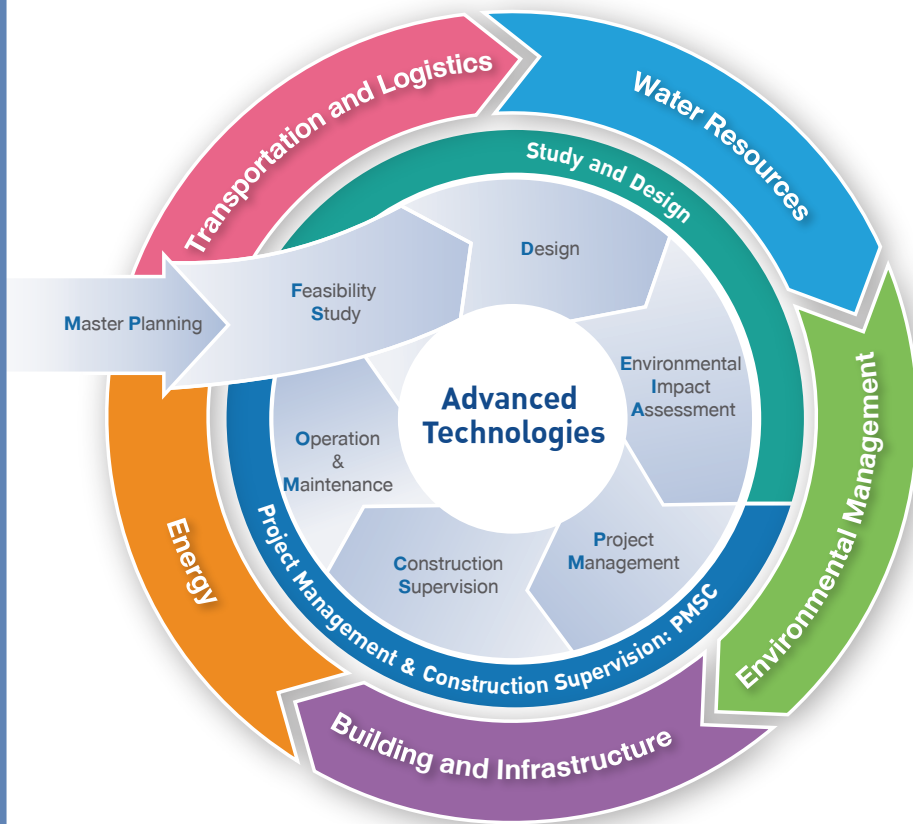 Transportation and Logistics
Water Resources
Study and Design
Design
Feasibility
Study
Master Planning
Environmental
Impact
Assessment
Advanced
Technologies
Operation
&
Maintenance
Project
Management
Construction
Supervision
Environmental Management
Energy
Project Management & Construction Supervision: PMSC
Building and Infrastructure